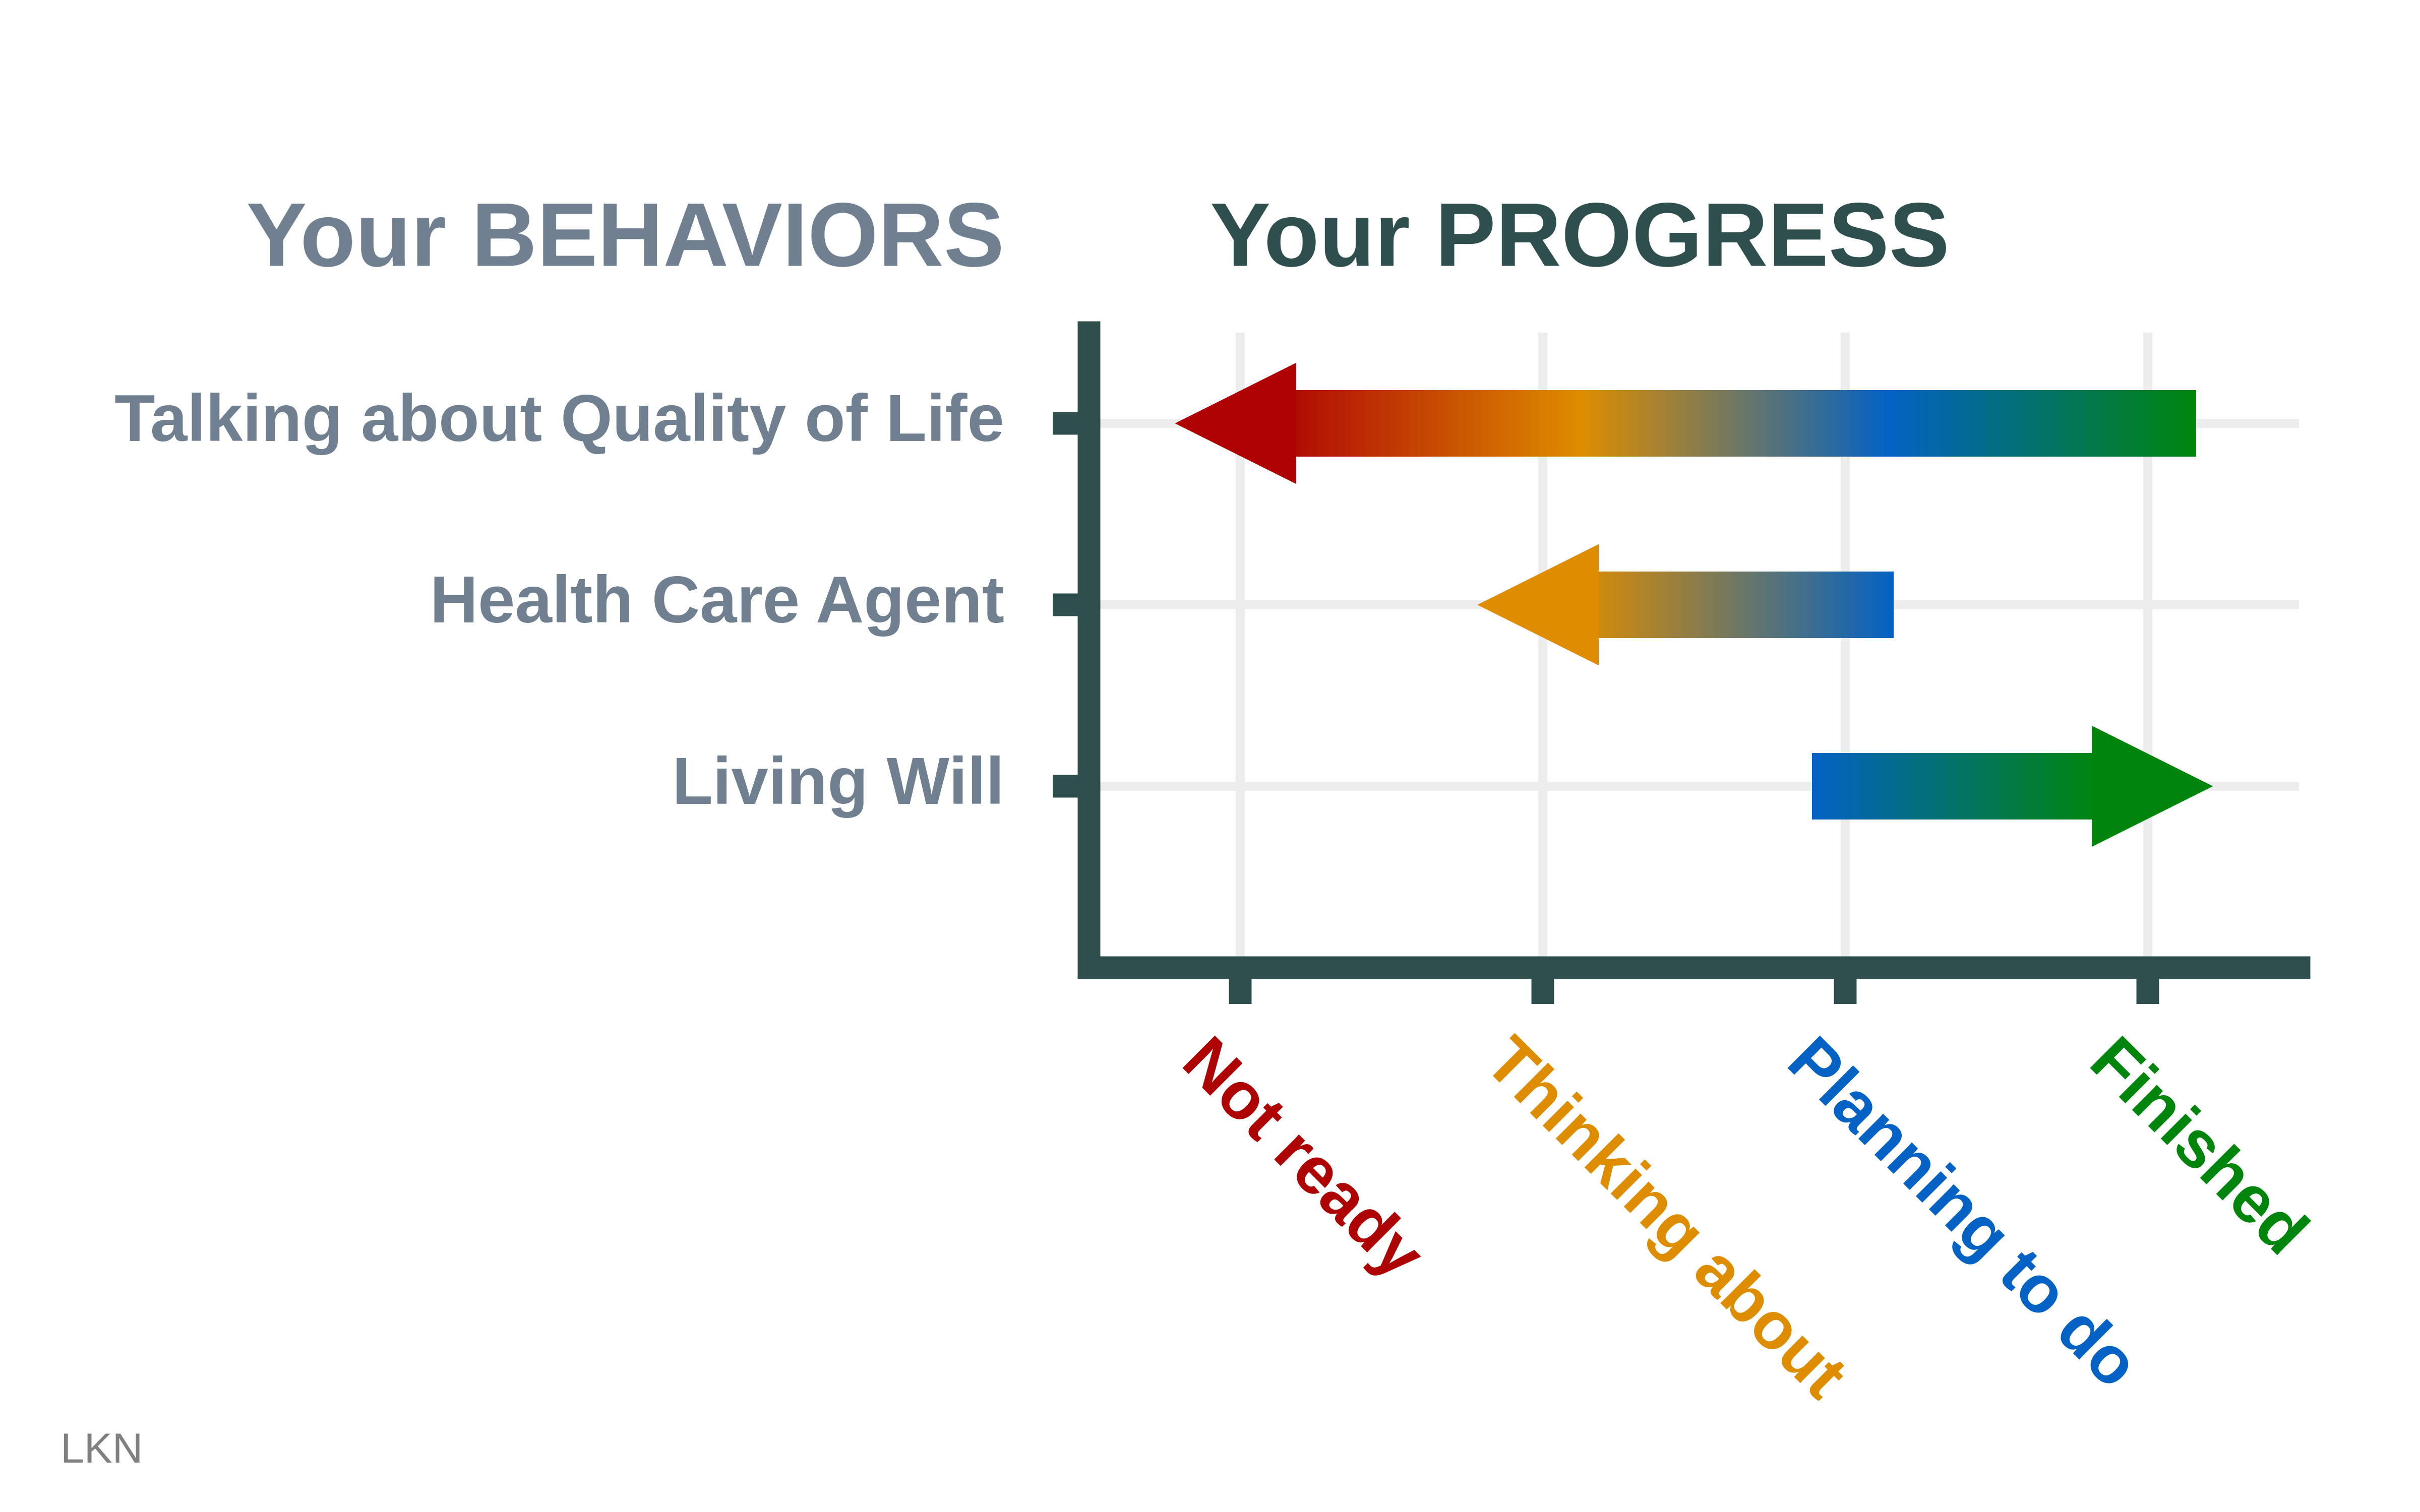 Your BEHAVIORS
Your PROGRESS
Talking about Quality of Life
Health Care Agent
Living Will
Not ready
Thinking about
Planning to do
Finished
LKN